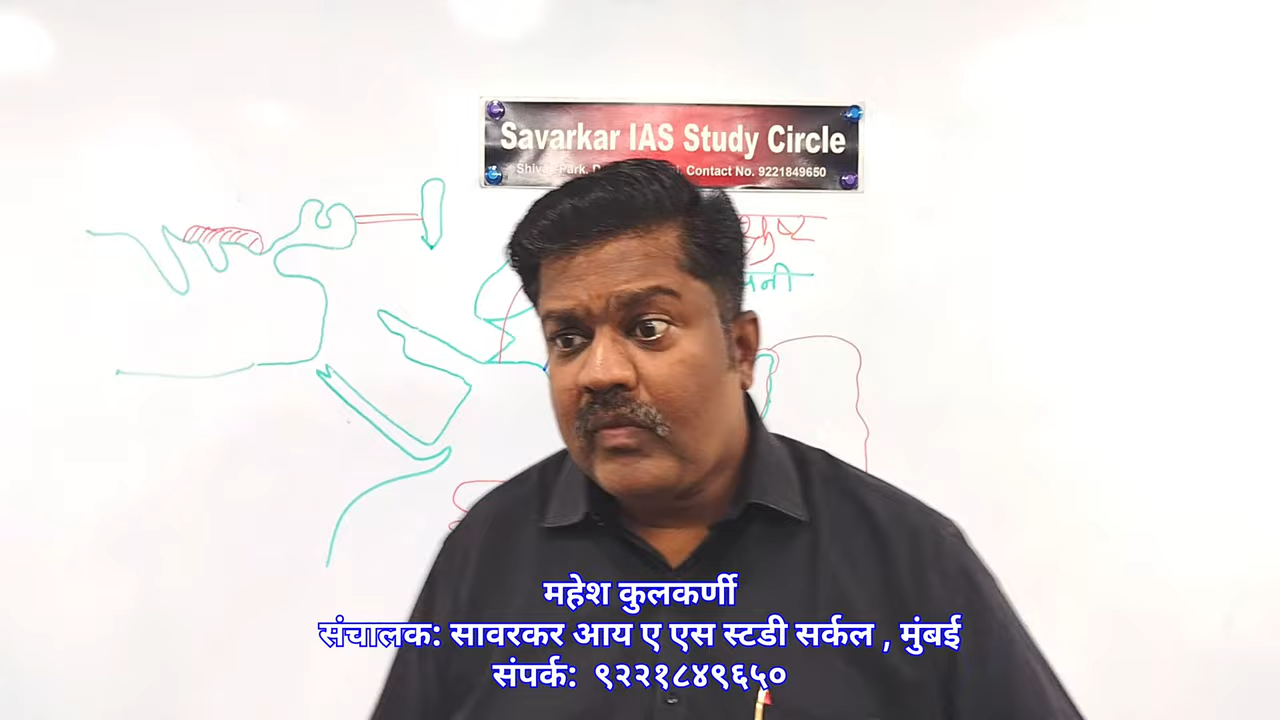 Savarkar IAS Study Circle
Contact No. 9221849650
महेश कुलकर्णी
संचालक: सावरकर आय ए एस स्टडी सर्कल , मुंबई
संपर्क: ९२२१८४९६५०